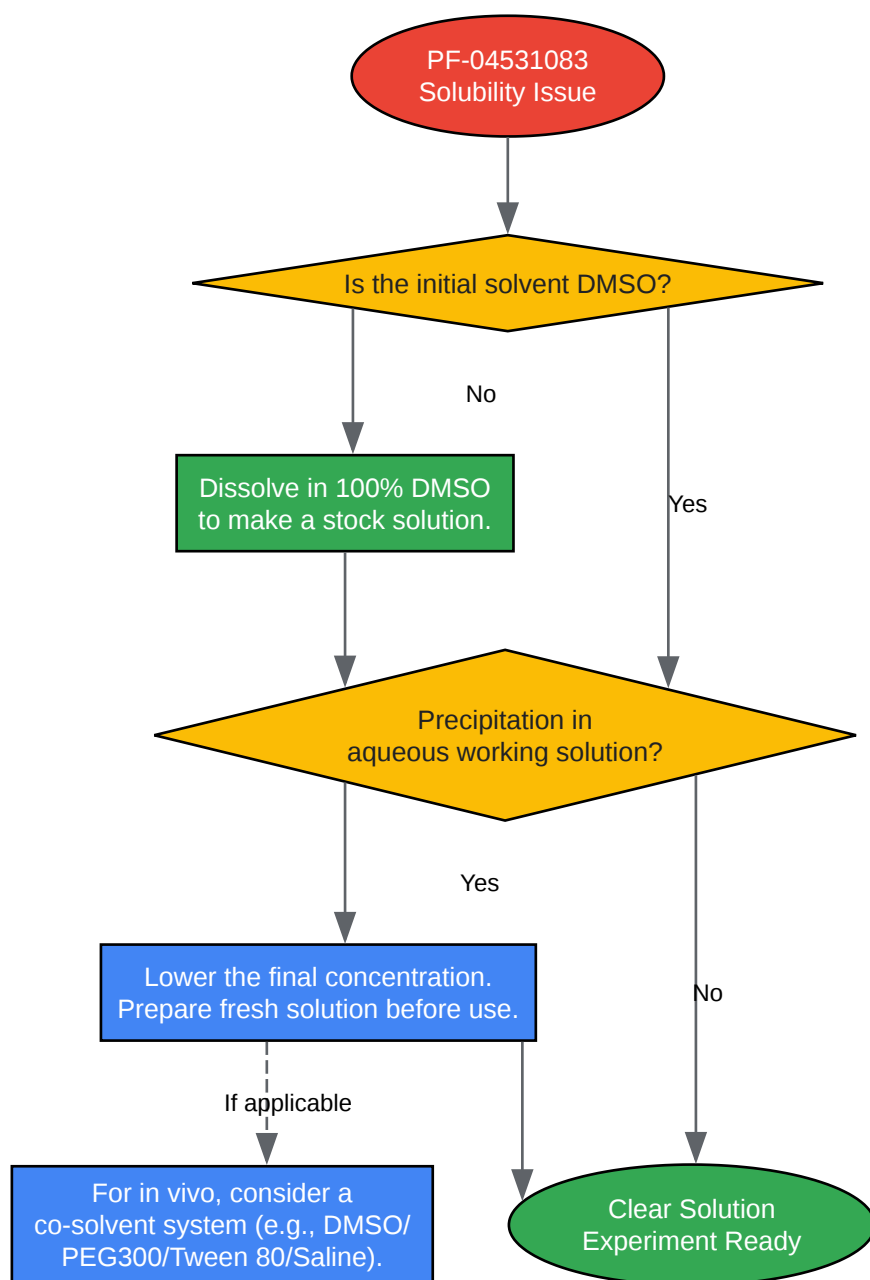 PF-04531083
Solubility Issue
Is the initial solvent DMSO?
No
Dissolve in 100% DMSO
to make a stock solution.
Yes
Precipitation in
aqueous working solution?
Yes
Lower the final concentration.
Prepare fresh solution before use.
No
If applicable
For in vivo, consider a
co-solvent system (e.g., DMSO/
PEG300/Tween 80/Saline).
Clear Solution
Experiment Ready